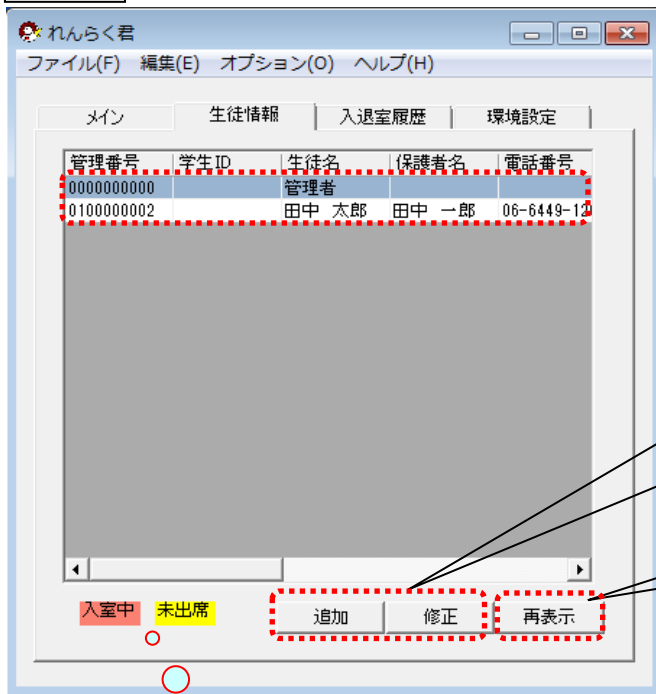 れんらく君
ファイル(F) 編集(E) オプション(O) ヘルプ(H)
メイン 生徒情報 入退室履歴 環境設定
管理番号 学生ID 生徒名 保護者名 電話番号
0000000000 管理者
0100000002 田中 太郎 田中 一郎 06-6449-12
入室中 未出席 追加 修正 再表示